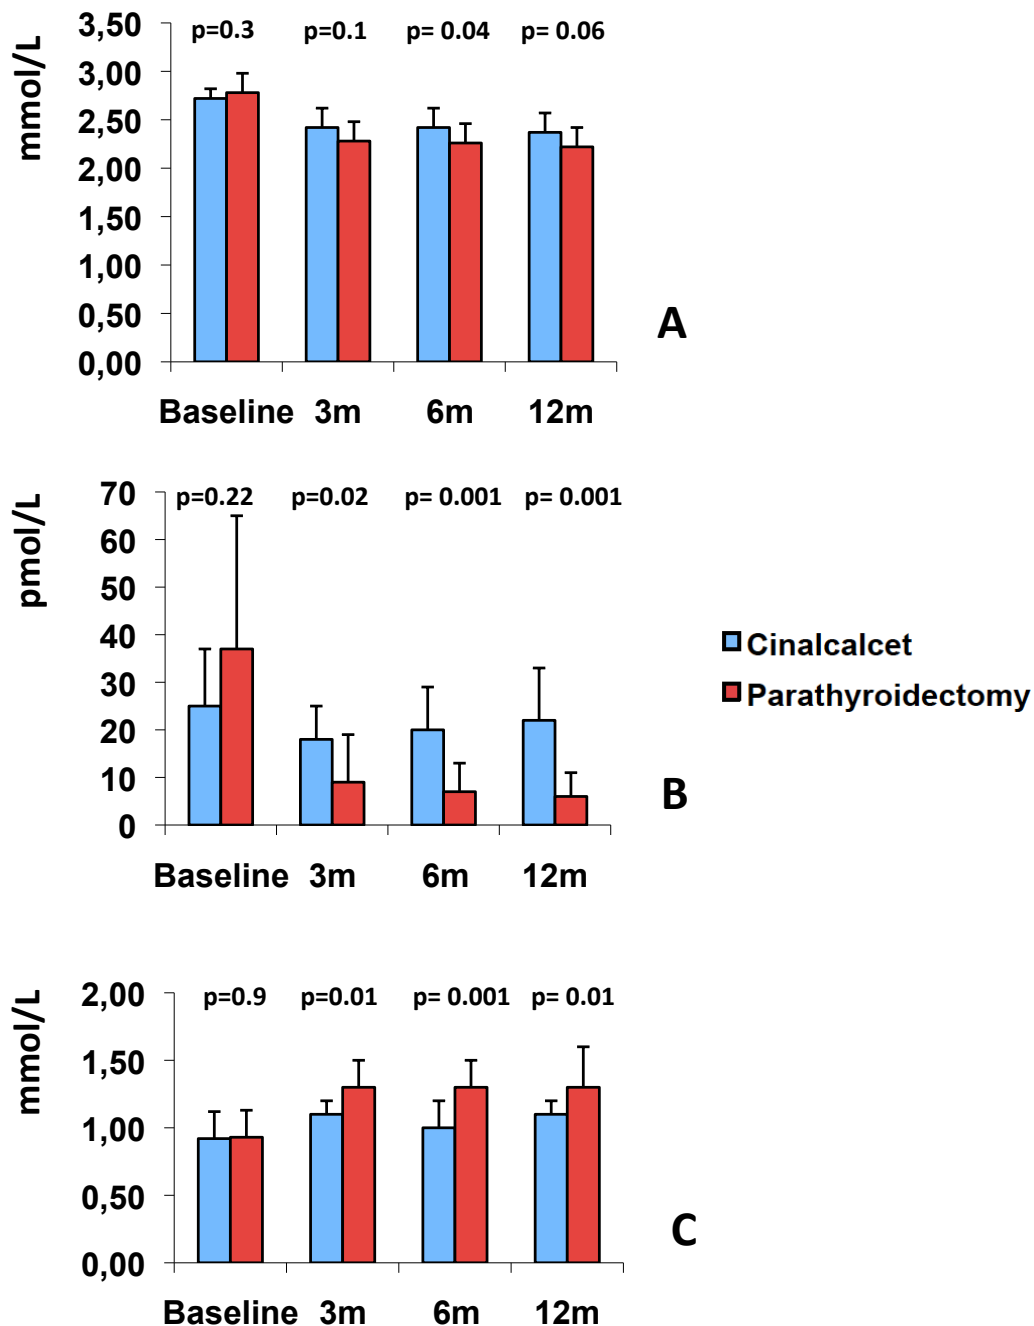 mmol/L
3,50
3,00
2,50
2,00
1,50
1,00
0,50
0,00
p=0.3 p=0.1 p= 0.04 p= 0.06
Baseline 3m 6m 12m
A
pmol/L
70
60
50
40
30
20
10
0
p=0.22 p=0.02 p= 0.001 p= 0.001
Baseline 3m 6m 12m
B
Cinalcalcet
Parathyroidectomy
mmol/L
2,00
1,50
1,00
0,50
0,00
p=0.9 p=0.01 p= 0.001 p= 0.01
Baseline 3m 6m 12m
C